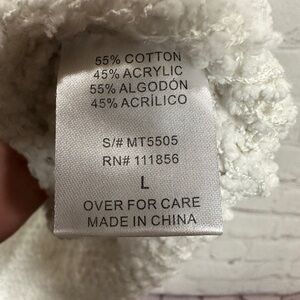 55% COTTON
45% ACRYLIC
55% ALGODÓN
45% ACRÍLICO
S/# MT5505
RN# 111856
L
OVER FOR CARE
MADE IN CHINA